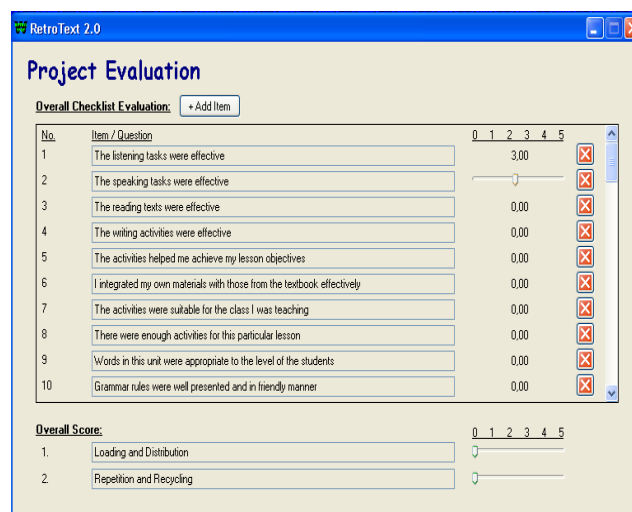 RetroText 2.0
Project Evaluation
Overall Checklist Evaluation: + Add Item
No. Item / Question 0 1 2 3 4 5
1 The listening tasks were effective 3,00
2 The speaking tasks were effective
3 The reading texts were effective 0,00
4 The writing activities were effective 0,00
5 The activities helped me achieve my lesson objectives 0,00
6 I integrated my own materials with those from the textbook effectively 0,00
7 The activities were suitable for the class I was teaching 0,00
8 There were enough activities for this particular lesson 0,00
9 Words in this unit were appropriate to the level of the students 0,00
10 Grammar rules were well presented and in friendly manner 0,00
Overall Score: 0 1 2 3 4 5
1. Loading and Distribution
2. Repetition and Recycling